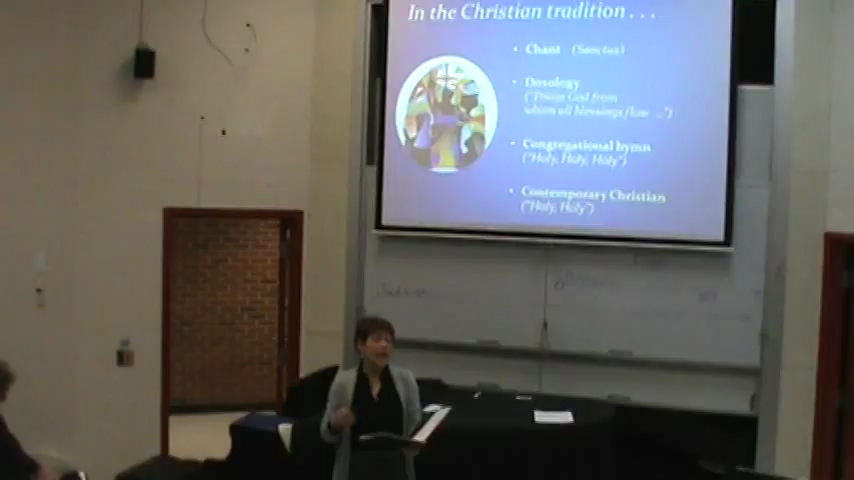 In the Christian tradition . . .
• Chant (Sanctus)
• Doxology
("Praise God from
whom all blessings flow ...")
• Congregational hymn
("Holy, Holy, Holy")
• Contemporary Christian
("Holy, Holy")